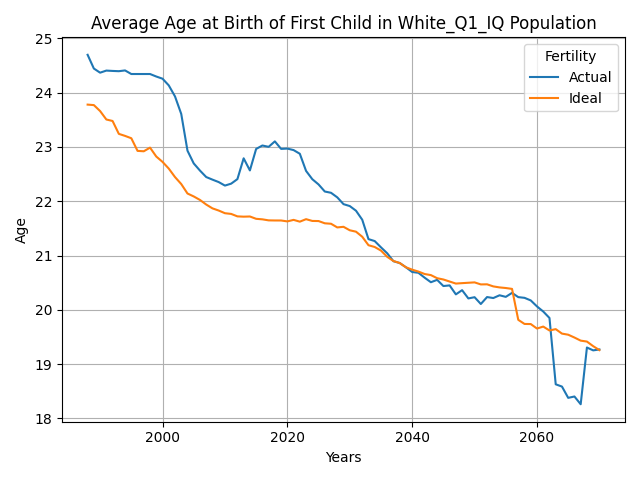 Average Age at Birth of First Child in White_Q1_IQ Population
25
24
23
22
21
20
19
18
Age
Fertility
Actual
Ideal
2000
2020
2040
2060
Years